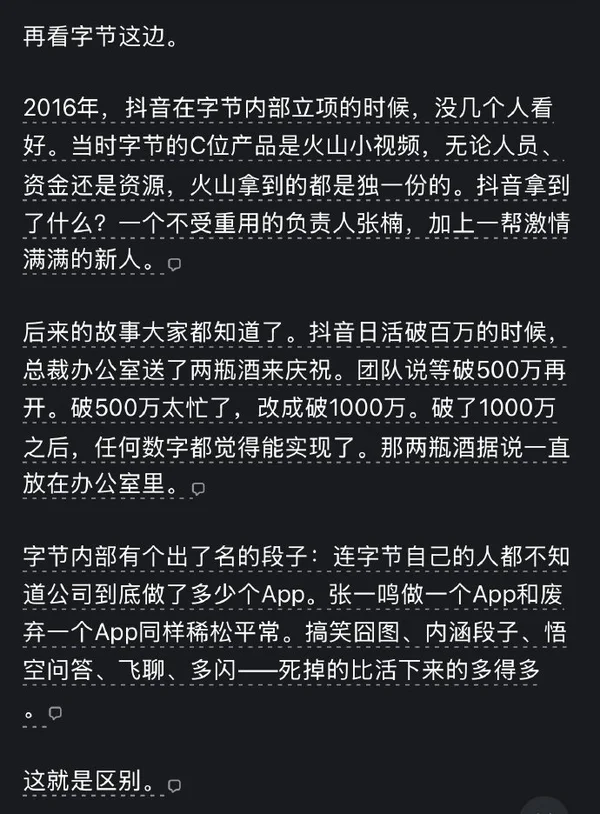 再看字节这边。
2016年，抖音在字节内部立项的时候，没几个人看
好。当时字节的C位产品是火山小视频，无论人员、
资金还是资源，火山拿到的都是独一份的。抖音拿到
了什么？一个不受重用的负责人张楠，加上一帮激情
满满的新人。
后来的故事大家都知道了。抖音日活破百万的时候，
总裁办公室送了两瓶酒来庆祝。团队说等破500万再
开。破500万太忙了，改成破1000万。破了1000万
之后，任何数字都觉得能实现了。那两瓶酒据说一直
放在办公室里。
字节内部有个出了名的段子：连字节自己的人都不知
道公司到底做了多少个App。张一鸣做一个App和废
弃一个App同样稀松平常。搞笑囧图、内涵段子、悟
空问答、飞聊、多闪——死掉的比活下来的多得多
。
这就是区别。